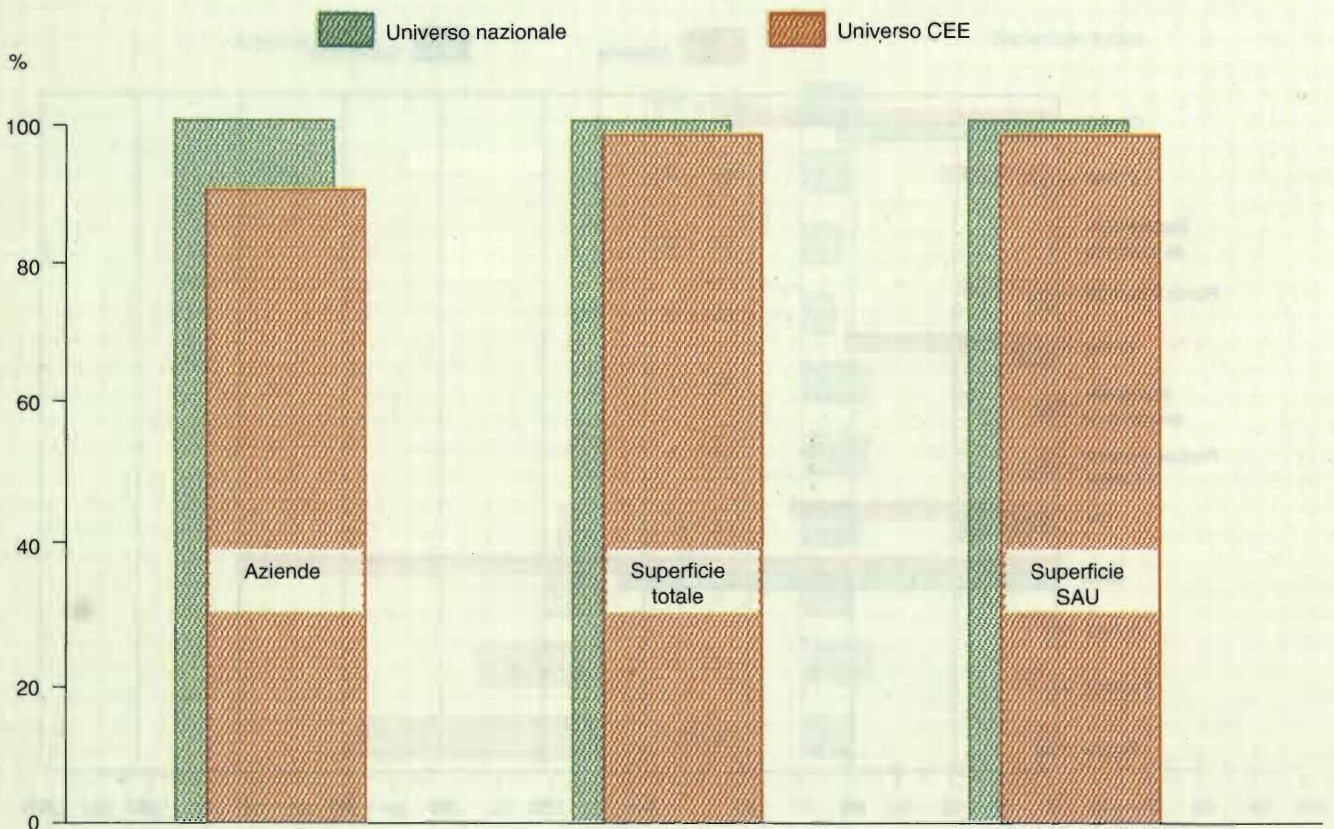 Universo nazionale
Universo CEE
%
100
80
60
40
20
0
Aziende
Superficie
totale
Superficie
SAU